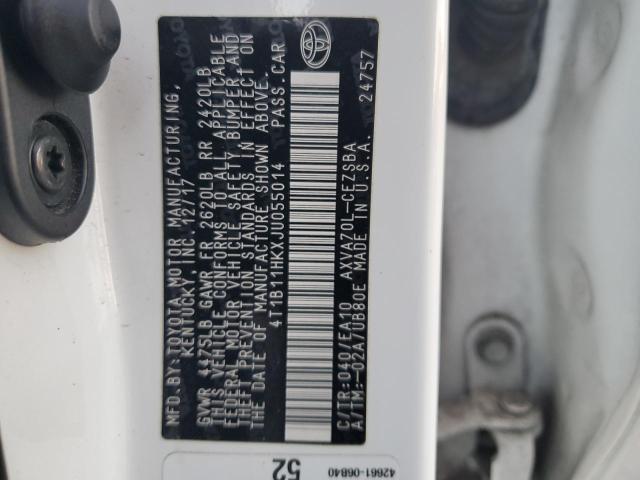 MFD. BY: TOYOTA MOTOR MANUFACTURING,
KENTUCKY, INC. 12/17
GVWR 4475LB GAWR FR 2620LB RR 2420LB
THIS VEHICLE CONFORMS TO ALL APPLICABLE
FEDERAL MOTOR VEHICLE SAFETY, BUMPER, AND
THEFT PREVENTION STANDARDS IN EFFECT ON
THE DATE OF MANUFACTURE SHOWN ABOVE.
4T1B11HKXJU055014 PASS. CAR
C/TR: 040/EA10 AXVA70L-CEZSBA
A/TM: -02A/UB80E MADE IN U.S.A. 24757
52
42661-06B40